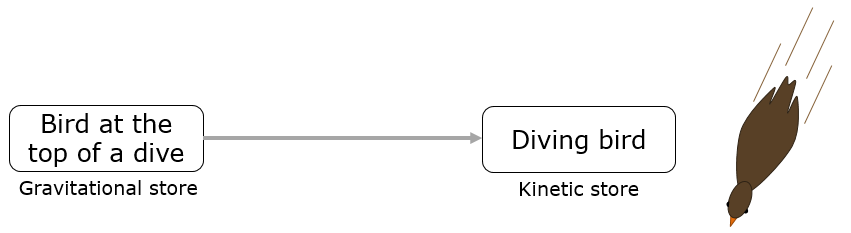 Bird at the
top of a dive
Gravitational store
Diving bird
Kinetic store